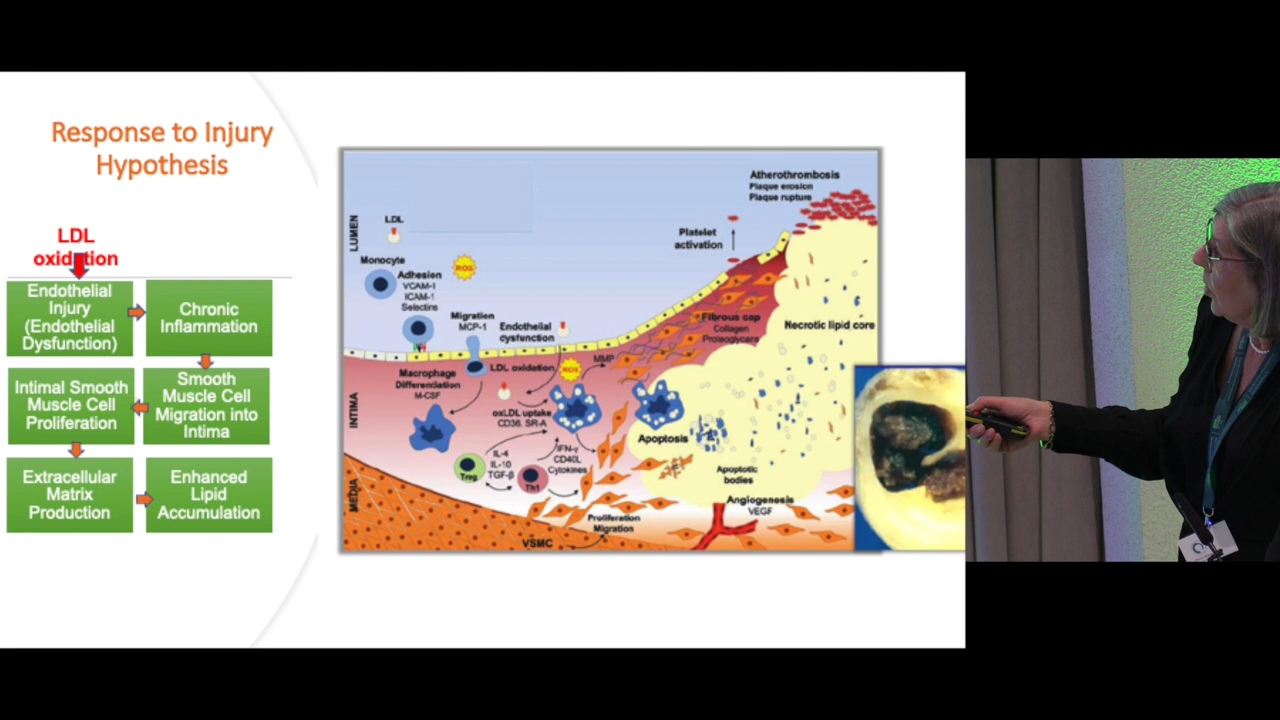 Response to Injury
Hypothesis
LDL
oxidation
Endothelial
Injury
(Endothelial
Dysfunction)
Chronic
Inflammation
Intimal Smooth
Muscle Cell
Proliferation
Smooth
Muscle Cell
Migration into
Intima
Extracellular
Matrix
Production
Enhanced
Lipid
Accumulation
LUMEN
INTIMA
MEDIA
LDL
Monocyte
ROS
Adhesion
VCAM-1
ICAM-1
Selectins
Migration
MCP-1
Endothelial
dysfunction
Platelet
activation
Atherothrombosis
Plaque erosion
Plaque rupture
Fibrous cap
Collagen
Proteoglycans
Necrotic lipid core
Macrophage
Differenciation
M-CSF
LDL oxidation
ROS
MMP
oxLDL uptake
CD36, SR-A
IL-4
IL-10
TGF-β
Treg
Th1
IFN-γ
CD40L
Cytokines
Apoptosis
Apoptotic
bodies
Angiogenesis
VEGF
Proliferation
Migration
VSMC